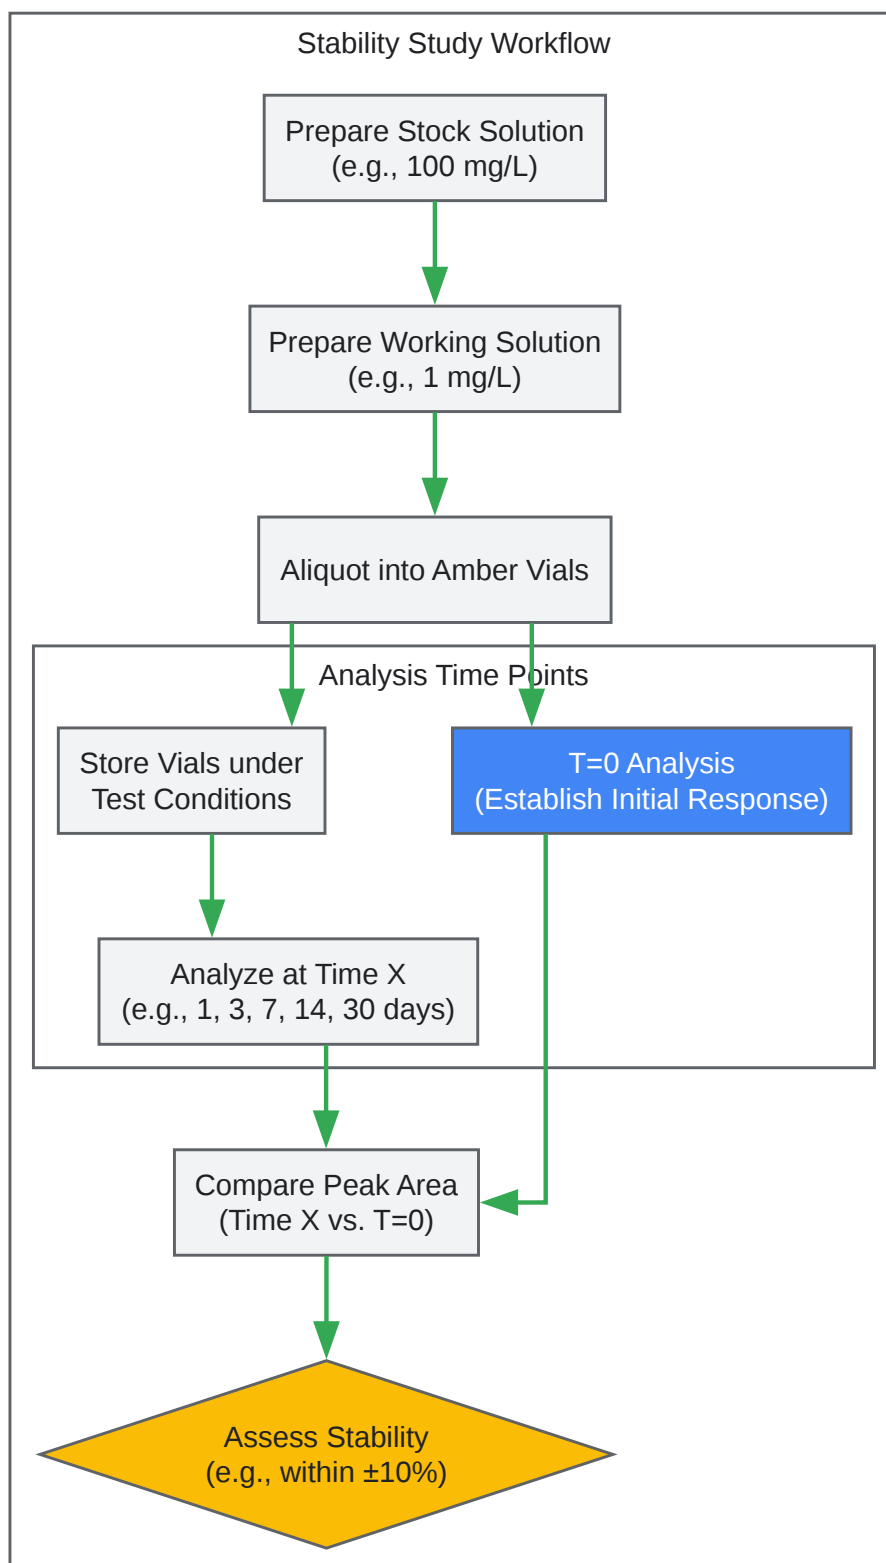 Stability Study Workflow
Prepare Stock Solution
(e.g., 100 mg/L)
Prepare Working Solution
(e.g., 1 mg/L)
Aliquot into Amber Vials
Analysis Time Points
Store Vials under
Test Conditions
T=0 Analysis
(Establish Initial Response)
Analyze at Time X
(e.g., 1, 3, 7, 14, 30 days)
Compare Peak Area
(Time X vs. T=0)
Assess Stability
(e.g., within ±10%)